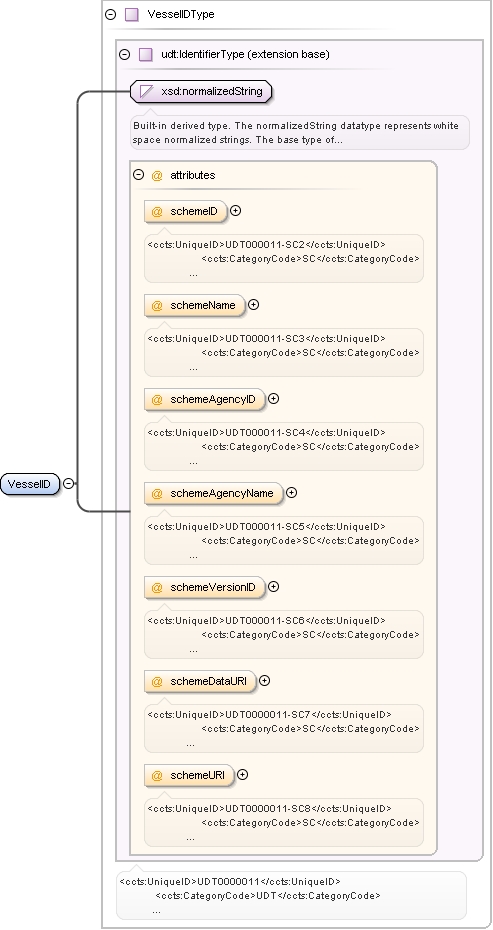 VesselIDType
udt:IdentifierType (extension base)
xsd:normalizedString
Built-in derived type. The normalizedString datatype represents white
space normalized strings. The base type of...
@ attributes
@ schemeID
<ccts:UniqueID>UDT000011-SC2</ccts:UniqueID>
<ccts:CategoryCode>SC</ccts:CategoryCode>
...
@ schemeName
<ccts:UniqueID>UDT000011-SC3</ccts:UniqueID>
<ccts:CategoryCode>SC</ccts:CategoryCode>
...
@ schemeAgencyID
<ccts:UniqueID>UDT000011-SC4</ccts:UniqueID>
<ccts:CategoryCode>SC</ccts:CategoryCode>
...
@ schemeAgencyName
<ccts:UniqueID>UDT000011-SC5</ccts:UniqueID>
<ccts:CategoryCode>SC</ccts:CategoryCode>
...
VesselID
@ schemeVersionID
<ccts:UniqueID>UDT000011-SC6</ccts:UniqueID>
<ccts:CategoryCode>SC</ccts:CategoryCode>
...
@ schemeDataURI
<ccts:UniqueID>UDT0000011-SC7</ccts:UniqueID>
<ccts:CategoryCode>SC</ccts:CategoryCode>
...
@ schemeURI
<ccts:UniqueID>UDT0000011-SC8</ccts:UniqueID>
<ccts:CategoryCode>SC</ccts:CategoryCode>
...
<ccts:UniqueID>UDT0000011</ccts:UniqueID>
<ccts:CategoryCode>UDT</ccts:CategoryCode>
...